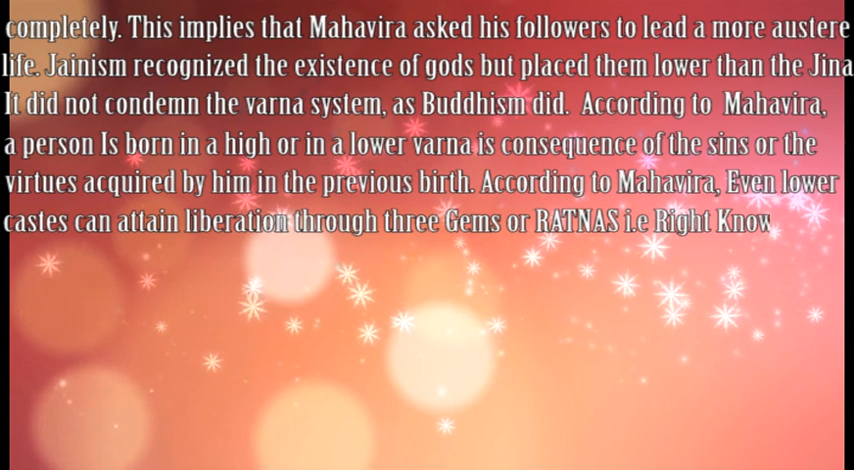 completely. This implies that Mahavira asked his followers to lead a more austere
life. Jainism recognized the existence of gods but placed them lower than the Jina
It did not condemn the varna system, as Buddhism did. According to Mahavira,
a person Is born in a high or in a lower varna is consequence of the sins or the
virtues acquired by him in the previous birth. According to Mahavira, Even lower
castes can attain liberation through three Gems or RATNAS i.e Right Know